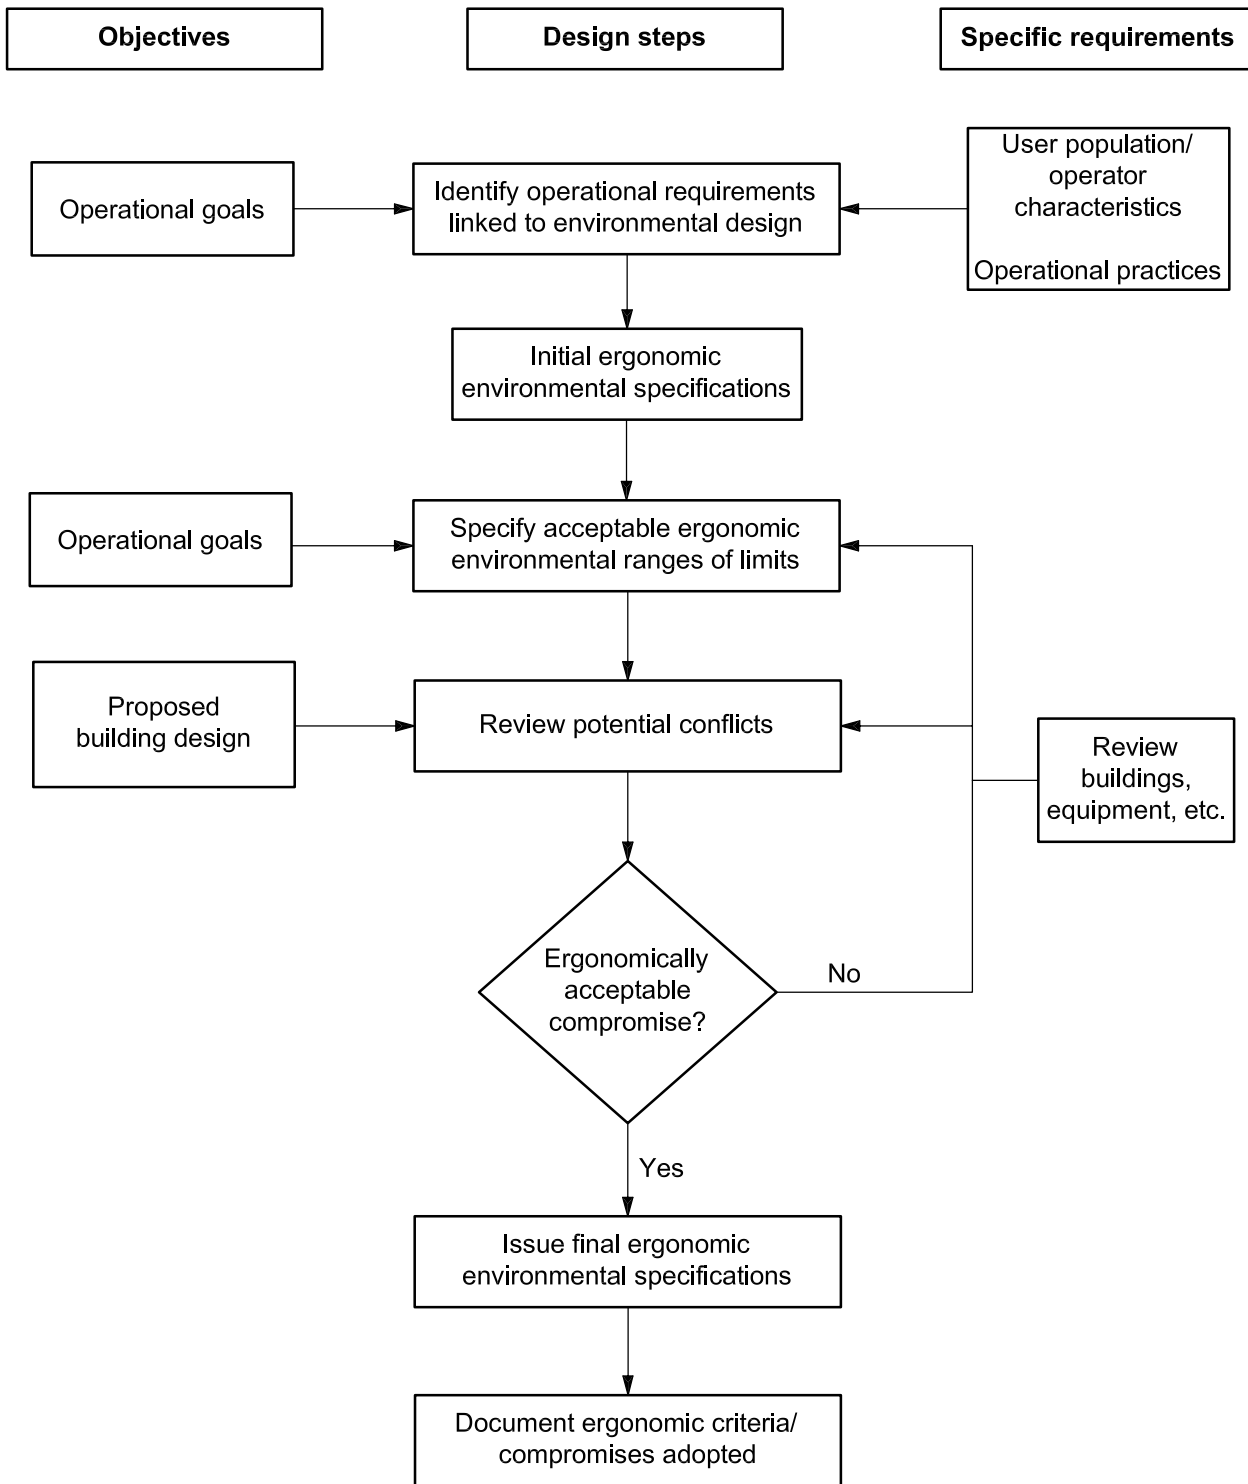 Objectives
Design steps
Specific requirements
Operational goals
Identify operational requirements
linked to environmental design
User population/
operator
characteristics
Operational practices
Initial ergonomic
environmental specifications
Operational goals
Specify acceptable ergonomic
environmental ranges of limits
Proposed
building design
Review potential conflicts
Review
buildings,
equipment, etc.
Ergonomically
acceptable
compromise?
No
Yes
Issue final ergonomic
environmental specifications
Document ergonomic criteria/
compromises adopted